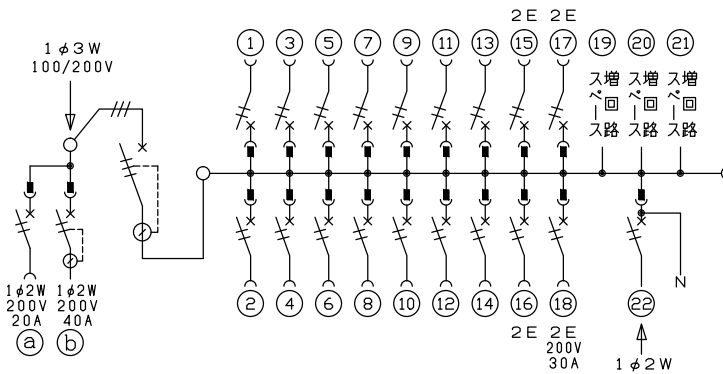 2E 2E
1 3 5 7 9 11 13 15 17 19 20 21
1φ3W
100/200V
増回路スペース 増回路スペース 増回路スペース
N
1φ2W 1φ2W
200V 200V
20A 40A
a b
2 4 6 8 10 12 14 16 18 22
2E 2E
200V
30A
1φ2W